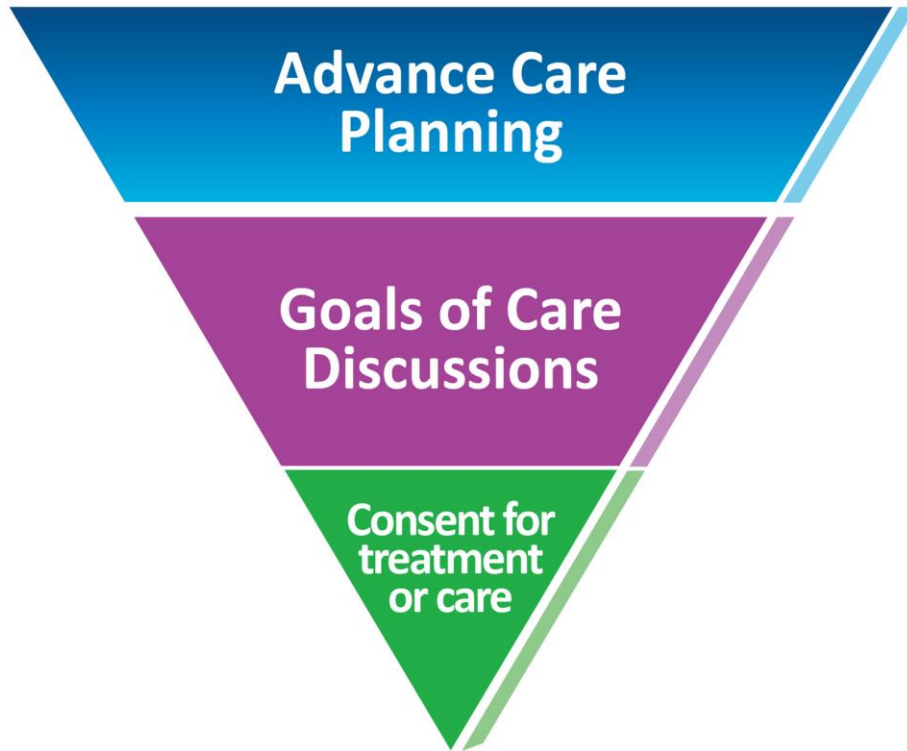 Advance Care
Planning
Goals of Care
Discussions
Consent for
treatment
or care